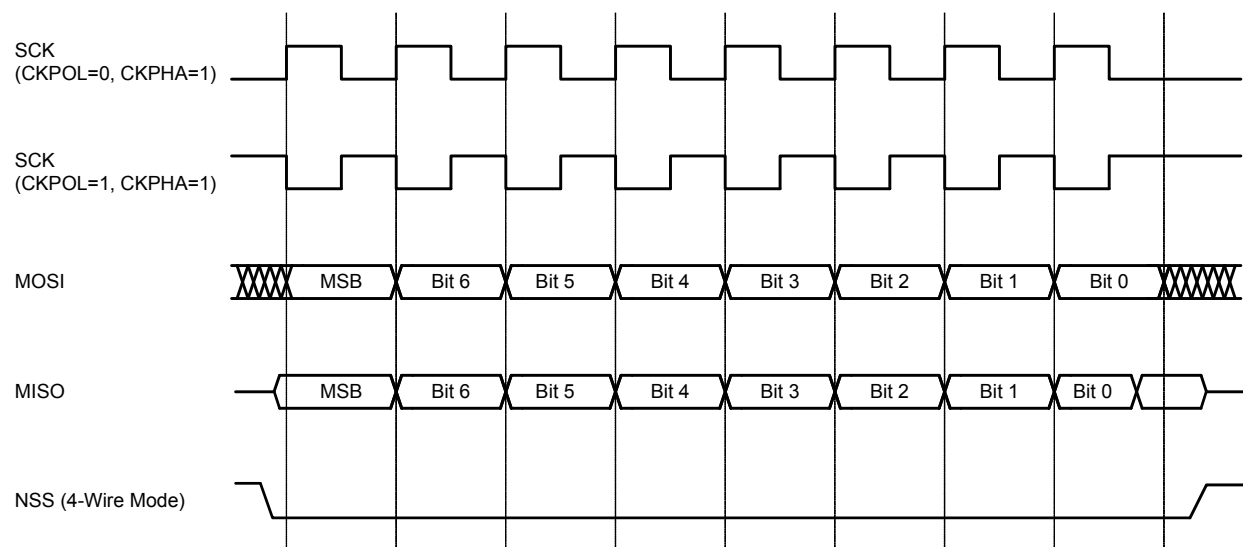 SCK
(CKPOL=0, CKPHA=1)
SCK
(CKPOL=1, CKPHA=1)
MOSI MSB Bit 6 Bit 5 Bit 4 Bit 3 Bit 2 Bit 1 Bit 0
MISO MSB Bit 6 Bit 5 Bit 4 Bit 3 Bit 2 Bit 1 Bit 0
NSS (4-Wire Mode)